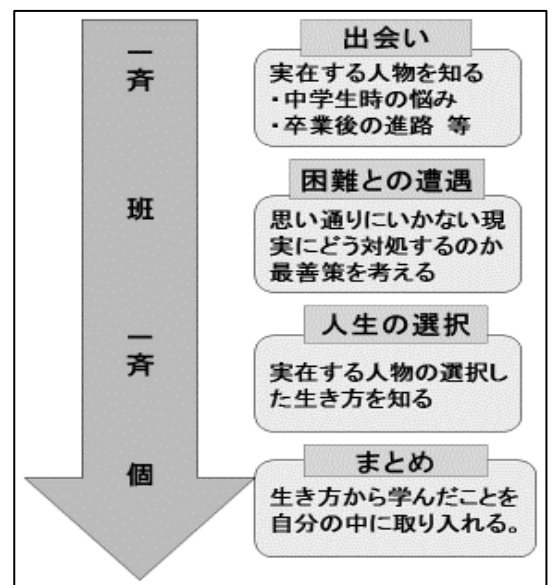 一斉
出会い
実在する人物を知る
・中学生時の悩み
・卒業後の進路 等
班
困難との遭遇
思い通りにいかない現
実にどう対処するのか
最善策を考える
一斉
人生の選択
実在する人物の選択し
た生き方を知る
個
まとめ
生き方から学んだことを
自分の中に取り入れる。